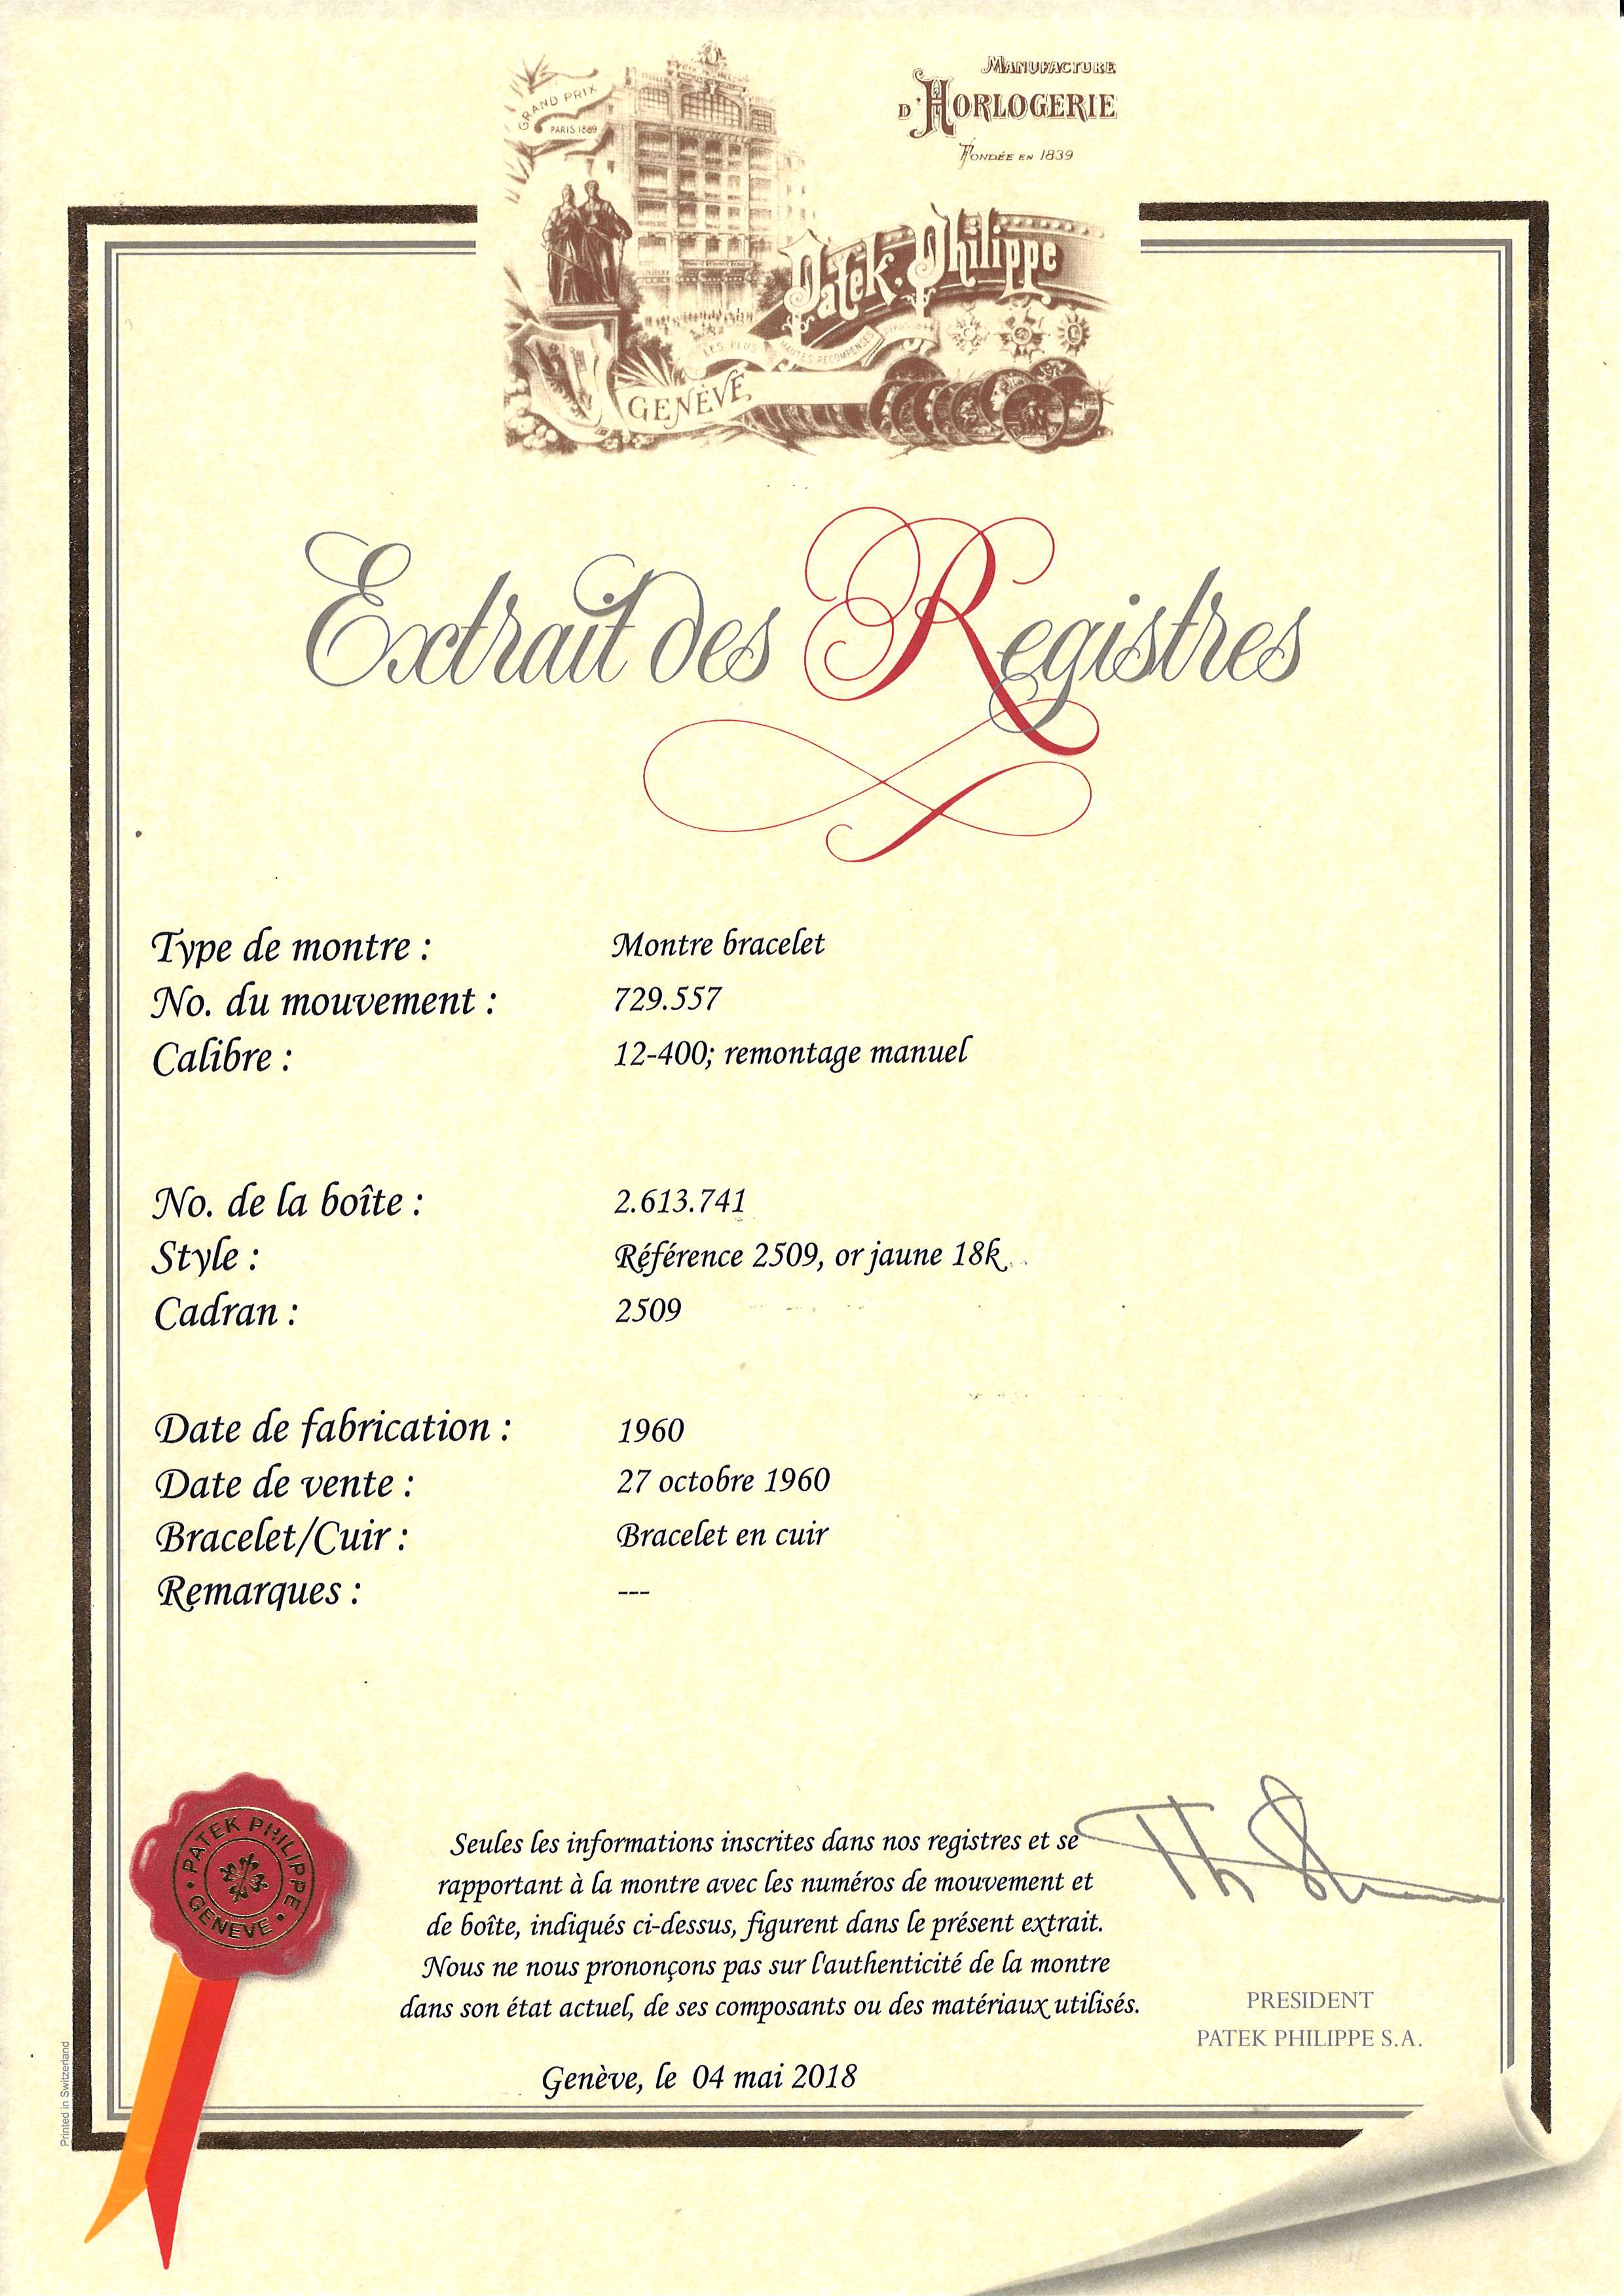 MANUFACTURE
D'HORLOGERIE
FONDÉE EN 1839
GRAND PRIX
PARIS 1889
Patek. Philippe
LES PLUS HAUTES RECOMPENSES
GENÈVE
Extrait des Registres
Type de montre : Montre bracelet
No. du mouvement : 729.557
Calibre : 12-400; remontage manuel
No. de la boîte : 2.613.741
Style : Référence 2509, or jaune 18k
Cadran : 2509
Date de fabrication : 1960
Date de vente : 27 octobre 1960
Bracelet/Cuir : Bracelet en cuir
Remarques : ---
PATEK PHILIPPE
GENEVE
Seules les informations inscrites dans nos registres et se
rapportant à la montre avec les numéros de mouvement et
de boîte, indiqués ci-dessus, figurent dans le présent extrait.
Nous ne nous prononçons pas sur l'authenticité de la montre
dans son état actuel, de ses composants ou des matériaux utilisés.
Genève, le 04 mai 2018
PRESIDENT
PATEK PHILIPPE S.A.
Printed in Switzerland